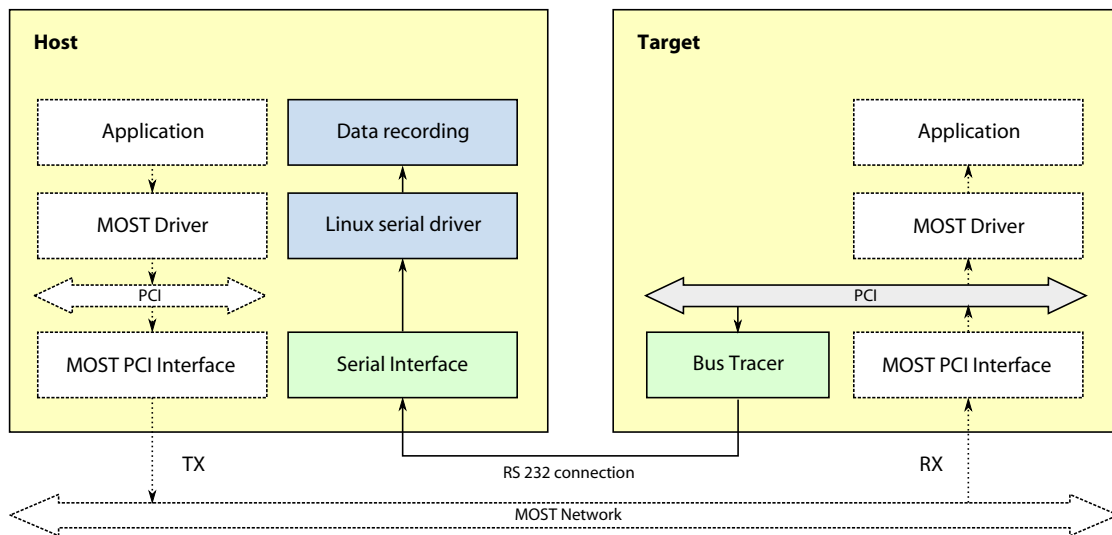 Host
Target
Application
Data recording
Application
MOST Driver
Linux serial driver
MOST Driver
PCI
PCI
MOST PCI Interface
Serial Interface
Bus Tracer
MOST PCI Interface
TX
RS 232 connection
RX
MOST Network